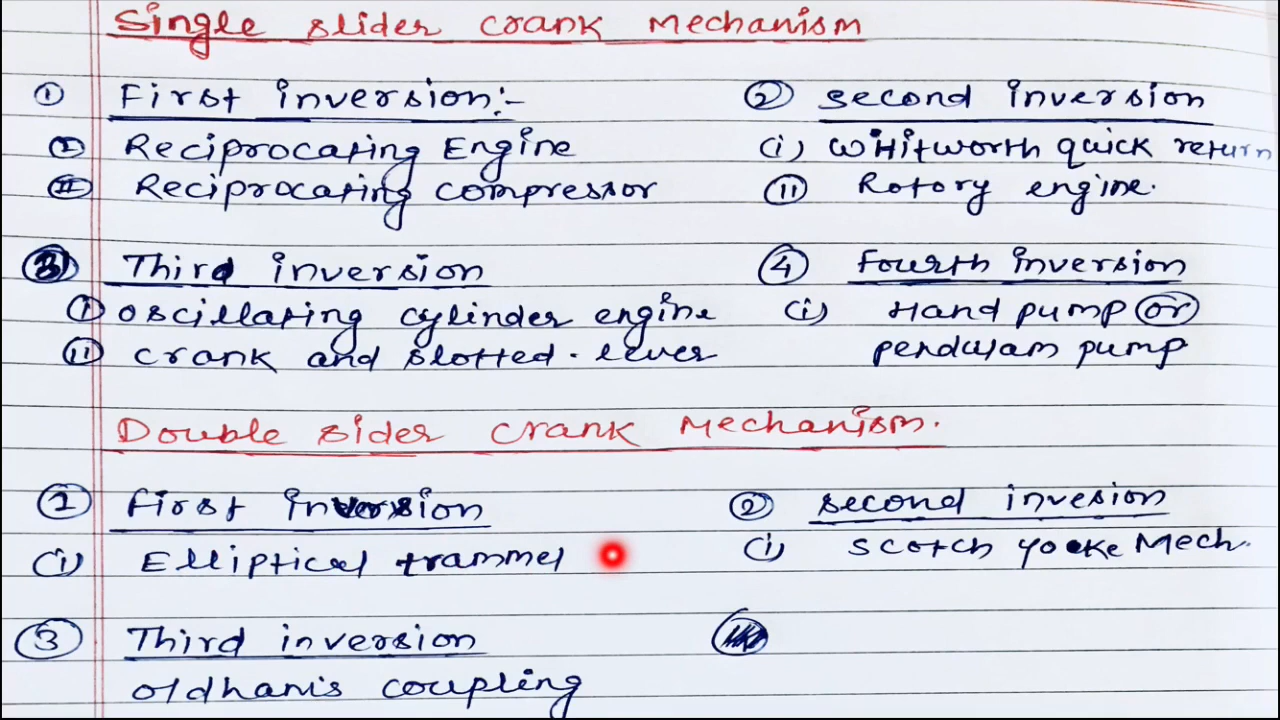 Single slider crank Mechanism
① First inversion:-
② second inversion
Ⓘ Reciprocating Engine
(i) WHitworth quick return
Ⓘⓘ Reciprocating compressor
(ii) Rotory engine.
③ Third inversion
④ Fourth inversion
(i) oscillating cylinder engine
(i) Hand pump or
(ii) crank and slotted. lever
pendulam pump
Double sider crank Mechanism.
① First inversion
② second invesion
(i) Elliptical trammel
(i) scotch yoke Mech.
③ Third inversion
oldhanis coupling